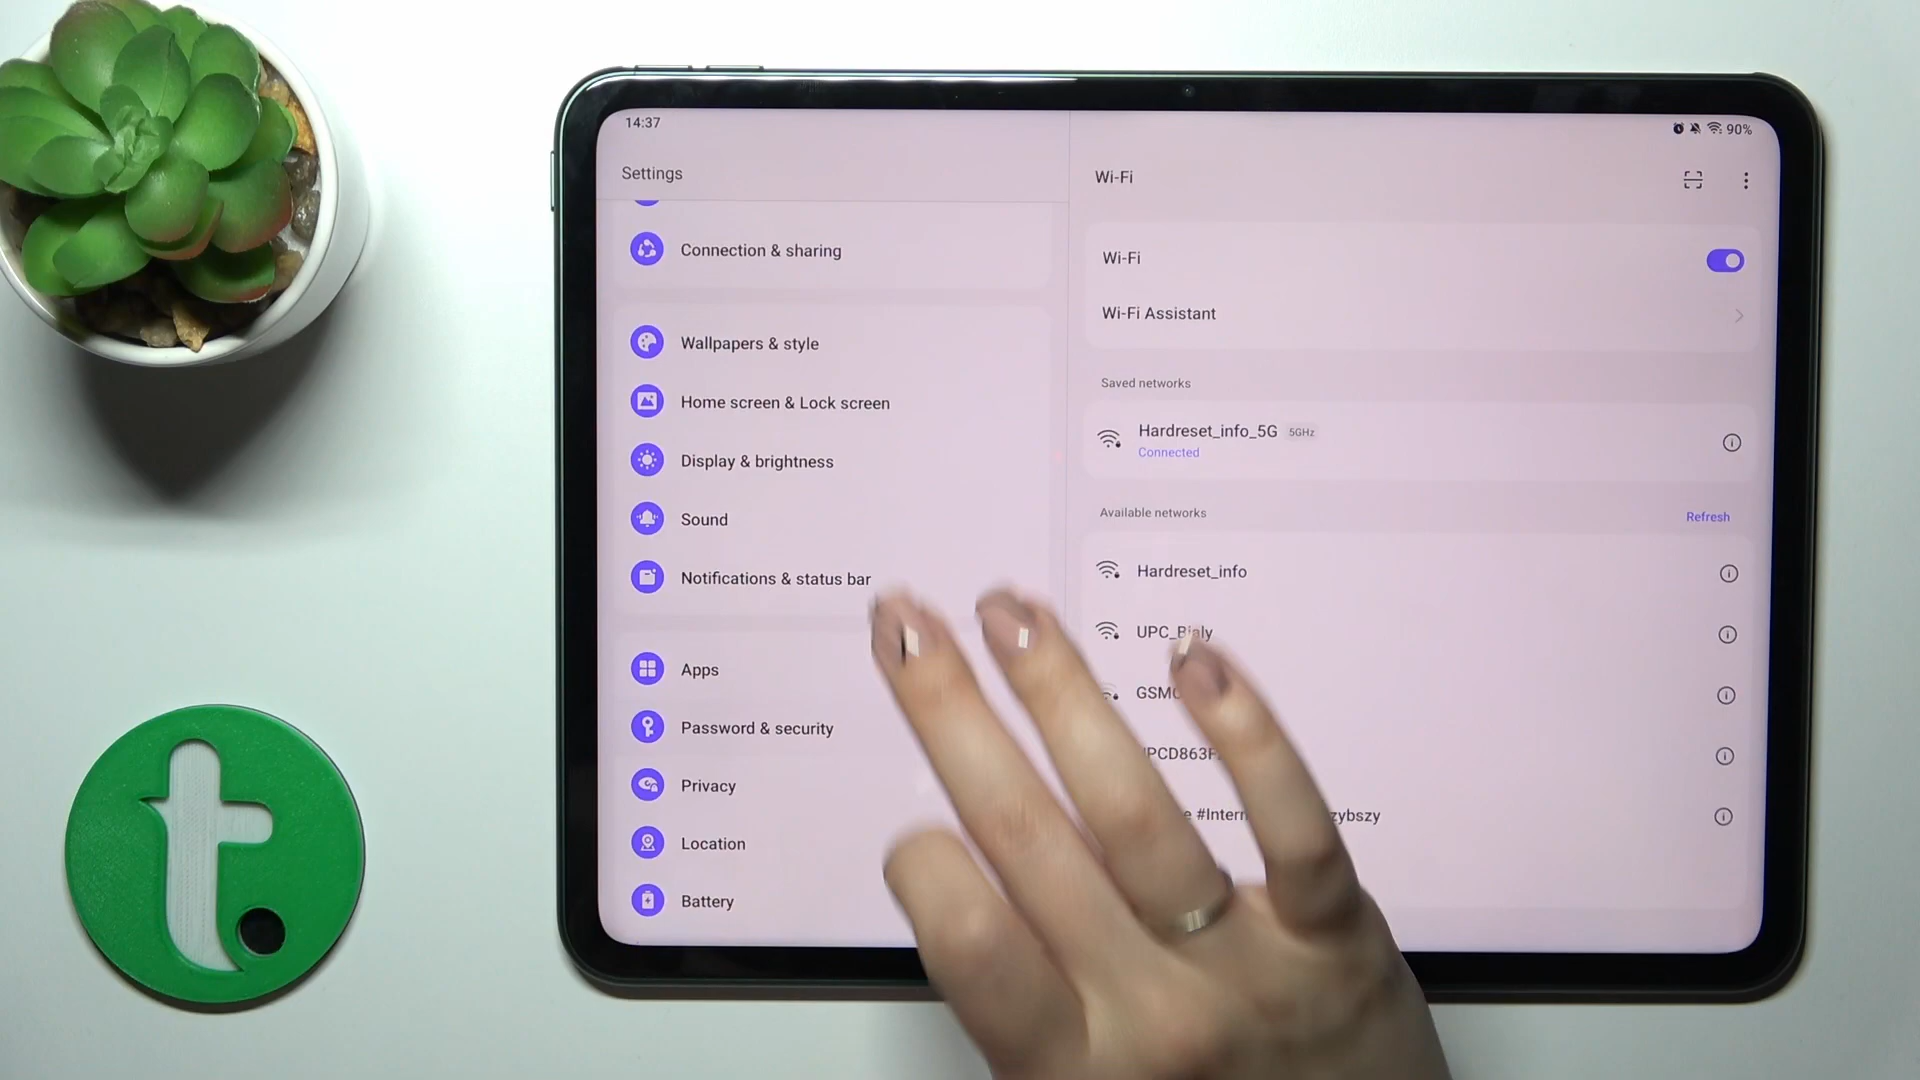 14:37
90%
Settings
Connection & sharing
Wallpapers & style
Home screen & Lock screen
Display & brightness
Sound
Notifications & status bar
Apps
Password & security
Privacy
Location
Battery
Wi-Fi
Wi-Fi
Wi-Fi Assistant
Saved networks
Hardreset_info_5G 5GHz
Connected
Available networks
Refresh
Hardreset_info
UPC_Biały
t.